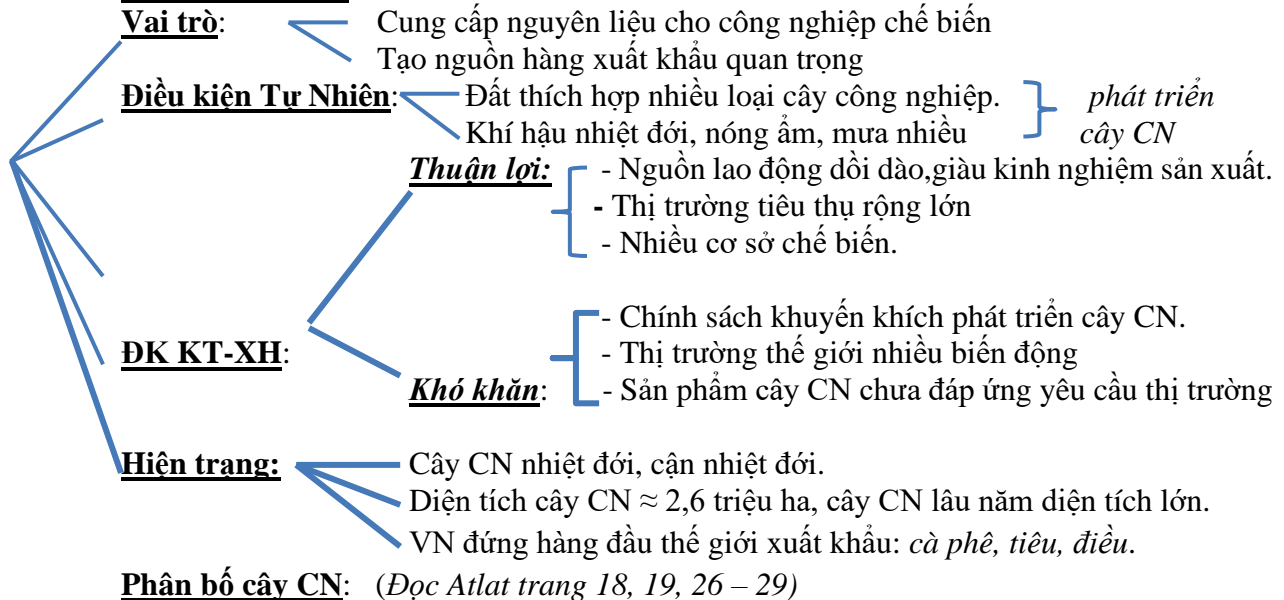 Vai trò: Cung cấp nguyên liệu cho công nghiệp chế biến
Tạo nguồn hàng xuất khẩu quan trọng
Điều kiện Tự Nhiên: Đất thích hợp nhiều loại cây công nghiệp. phát triển
Khí hậu nhiệt đới, nóng ẩm, mưa nhiều cây CN
Thuận lợi: - Nguồn lao động dồi dào,giàu kinh nghiệm sản xuất.
- Thị trường tiêu thụ rộng lớn
- Nhiều cơ sở chế biến.
- Chính sách khuyến khích phát triển cây CN.
ĐK KT-XH: - Thị trường thế giới nhiều biến động
Khó khăn: - Sản phẩm cây CN chưa đáp ứng yêu cầu thị trường
Hiện trạng: Cây CN nhiệt đới, cận nhiệt đới.
Diện tích cây CN ≈ 2,6 triệu ha, cây CN lâu năm diện tích lớn.
VN đứng hàng đầu thế giới xuất khẩu: cà phê, tiêu, điều.
Phân bố cây CN: (Đọc Atlat trang 18, 19, 26 – 29)